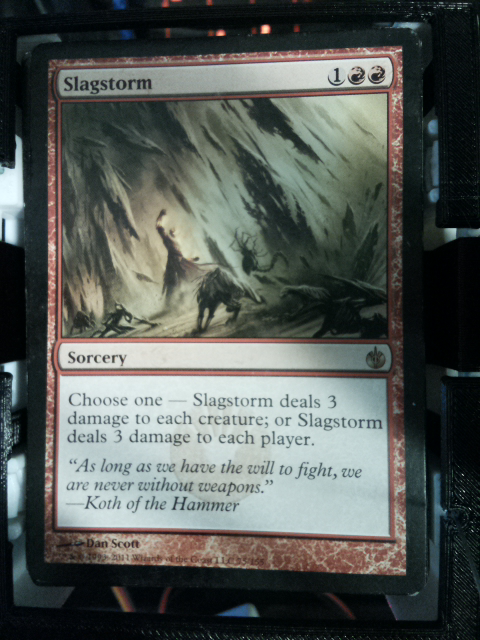 Slagstorm 1
Sorcery
Choose one — Slagstorm deals 3
damage to each creature; or Slagstorm
deals 3 damage to each player.
"As long as we have the will to fight, we
are never without weapons."
—Koth of the Hammer
Dan Scott